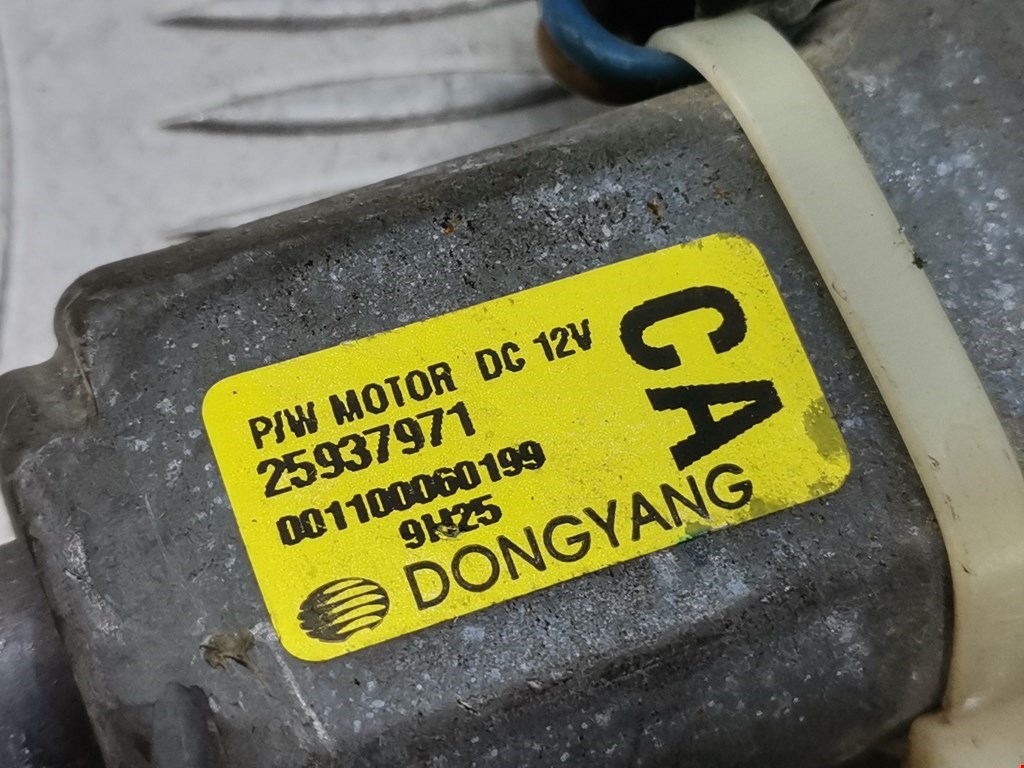 P/W MOTOR DC 12V
25937971
001100060199
9H25
DONGYANG
CA